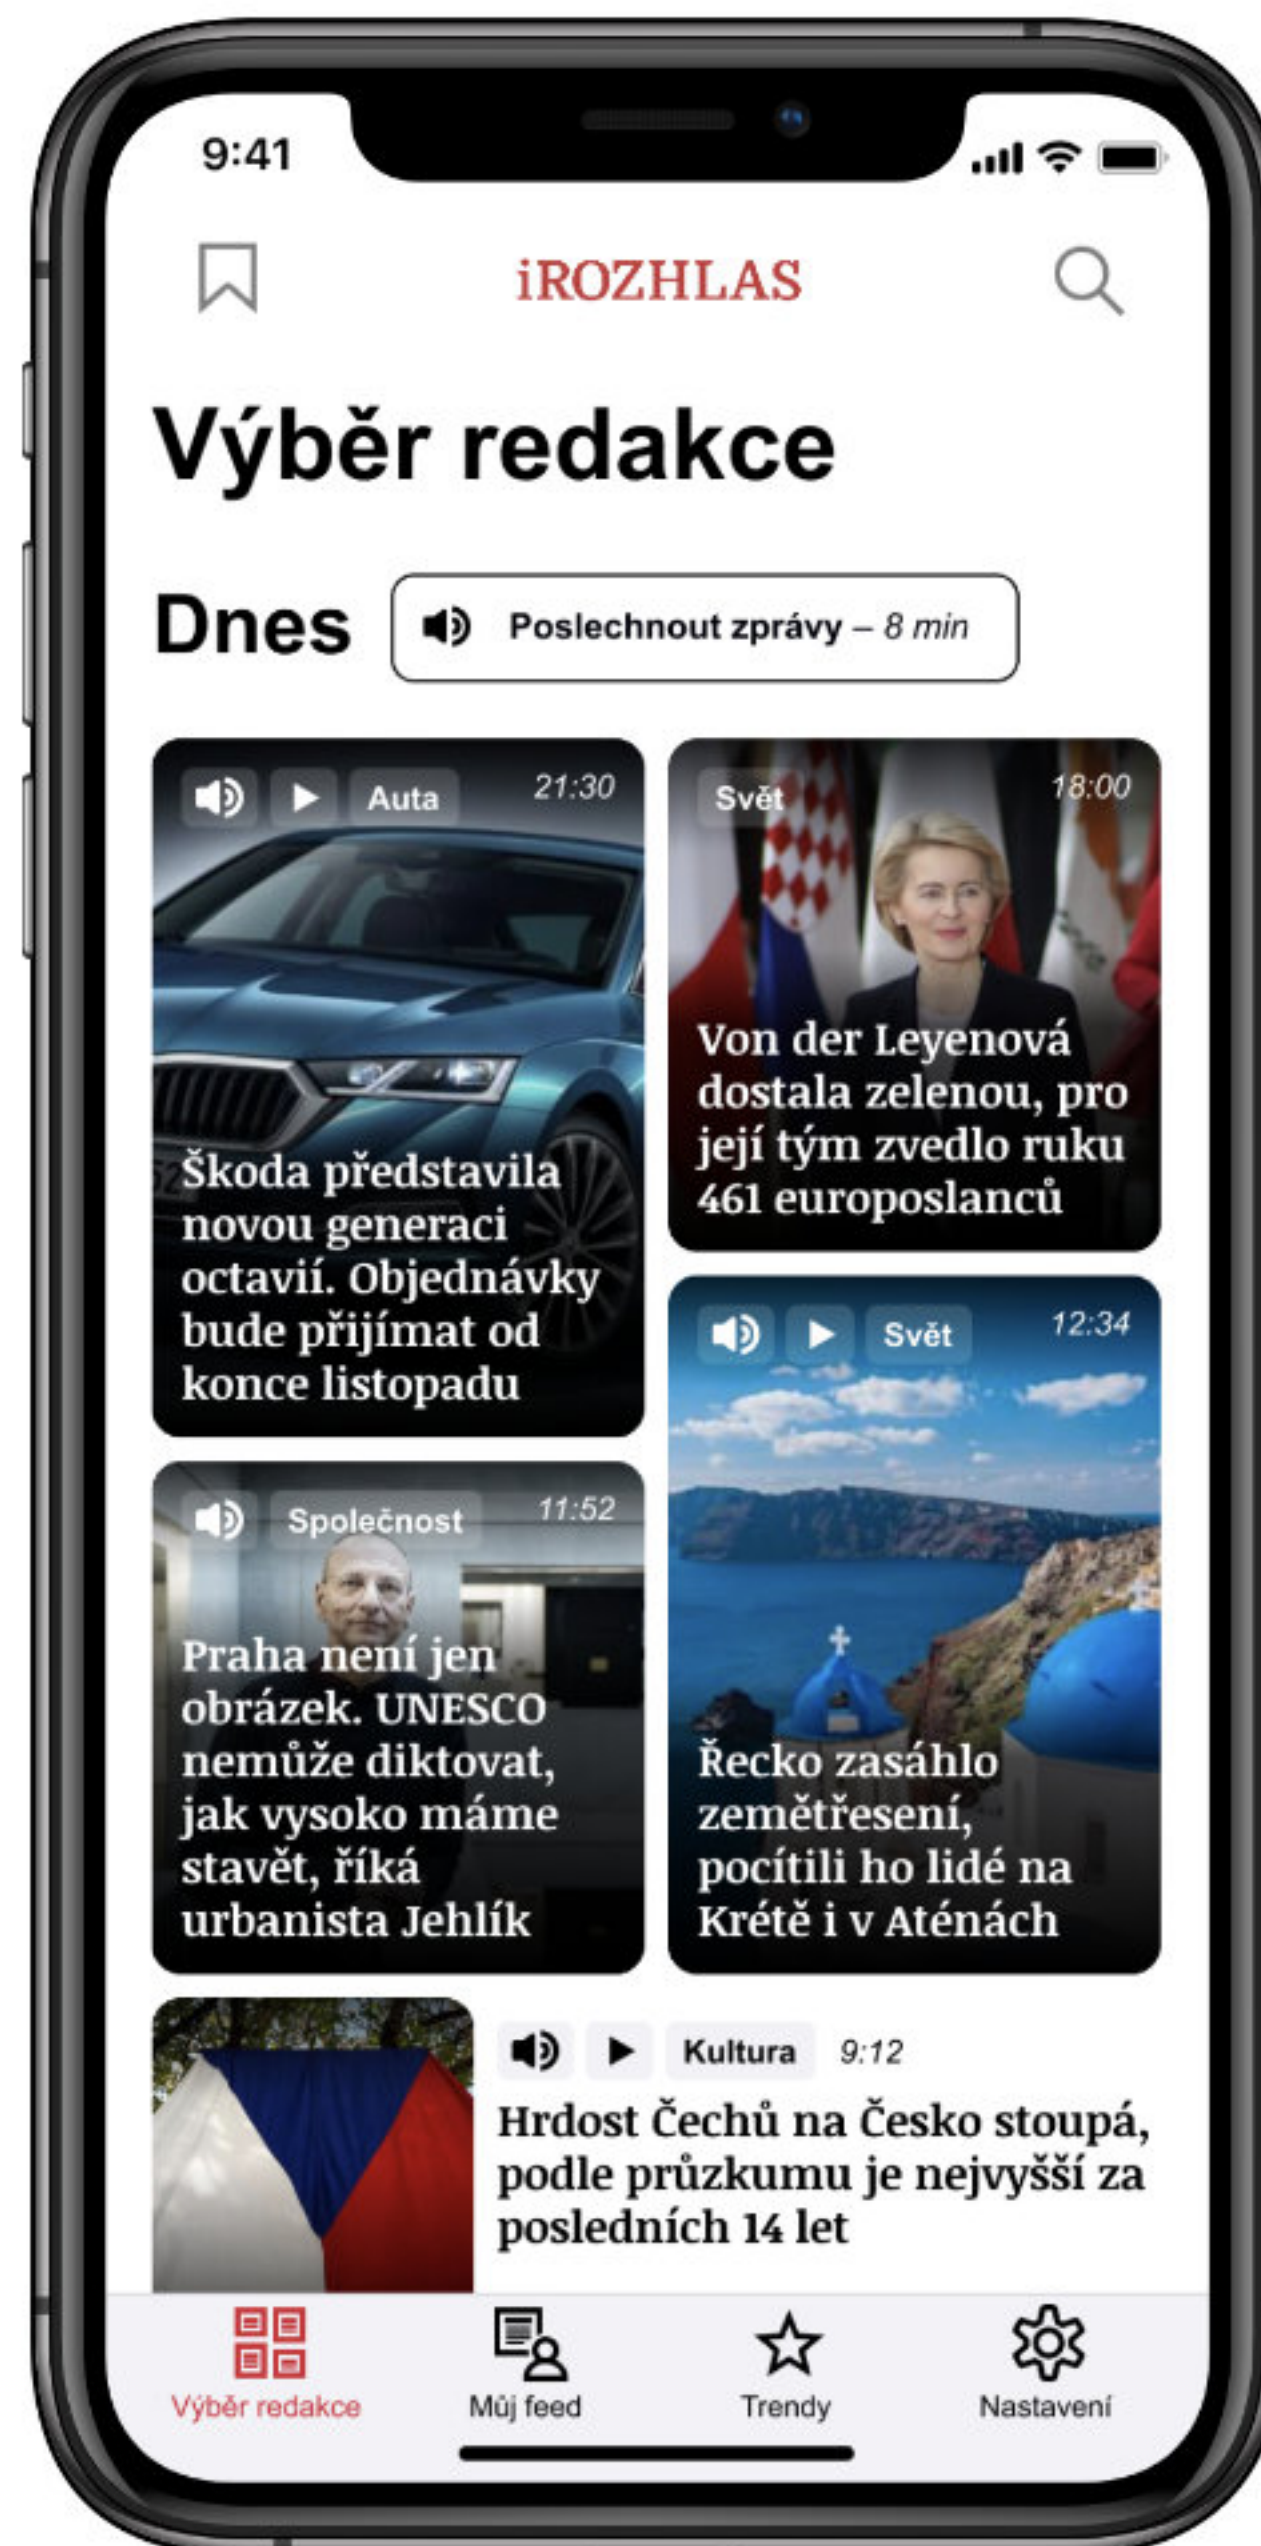 9:41
iROZHLAS
Výběr redakce
Dnes
Poslechnout zprávy – 8 min
Auta
21:30
Škoda představila
novou generaci
octavií. Objednávky
bude přijímat od
konce listopadu
Svět
18:00
Von der Leyenová
dostala zelenou, pro
její tým zvedlo ruku
461 europoslanců
Společnost
11:52
Praha není jen
obrázek. UNESCO
nemůže diktovat,
jak vysoko máme
stavět, říká
urbanista Jehlík
Svět
12:34
Řecko zasáhlo
zemětřesení,
pocítili ho lidé na
Krétě i v Aténách
Kultura 9:12
Hrdost Čechů na Česko stoupá,
podle průzkumu je nejvyšší za
posledních 14 let
Výběr redakce
Můj feed
Trendy
Nastavení